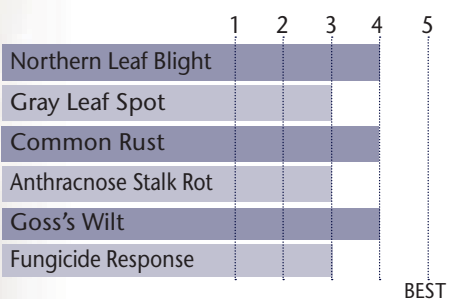 1 2 3 4 5
Northern Leaf Blight
Gray Leaf Spot
Common Rust
Anthracnose Stalk Rot
Goss's Wilt
Fungicide Response
BEST